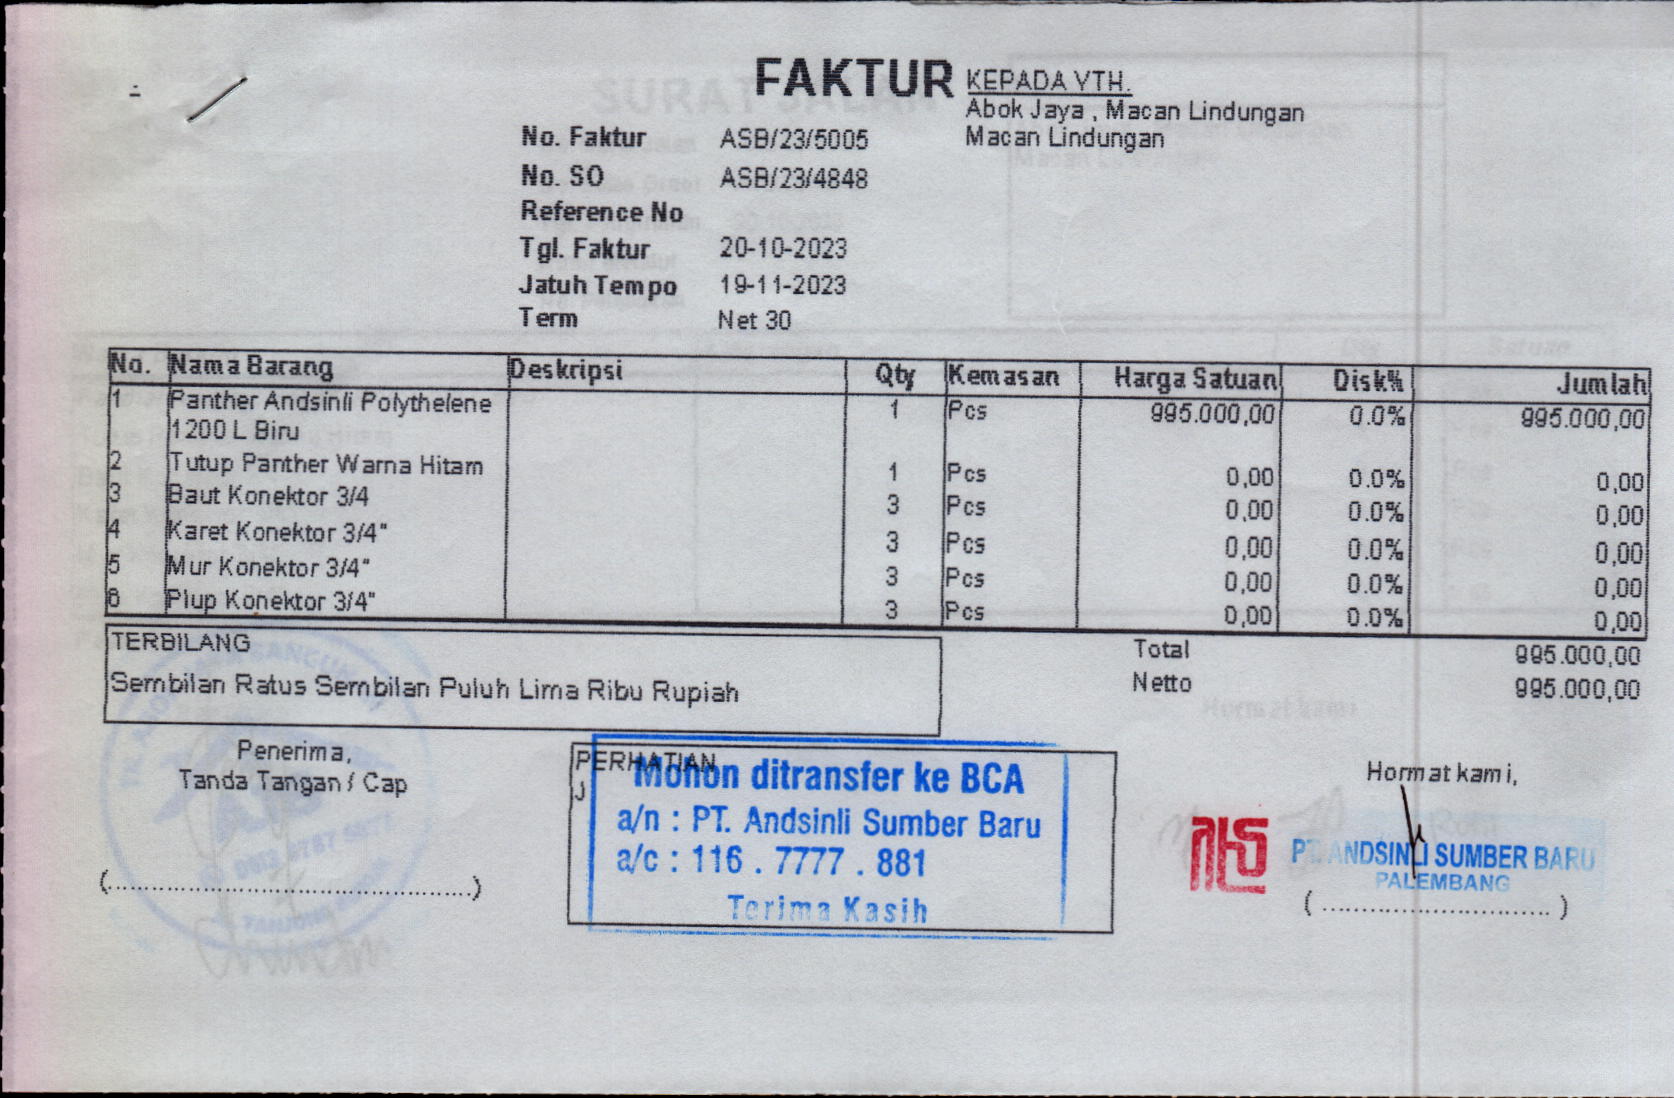 FAKTUR
KEPADA YTH.
Abok Jaya , Macan Lindungan
Macan Lindungan
No. Faktur ASB/23/5005
No. SO ASB/23/4848
Reference No
Tgl. Faktur 20-10-2023
Jatuh Tempo 19-11-2023
Term Net 30
No. Nama Barang Deskripsi Qty Kemasan Harga Satuan Disk% Jumlah
1 Panther Andsinli Polythelene 1 Pcs 995.000,00 0.0% 995.000,00
1200 L Biru
2 Tutup Panther Warna Hitam 1 Pcs 0,00 0.0% 0,00
3 Baut Konektor 3/4 3 Pcs 0,00 0.0% 0,00
4 Karet Konektor 3/4" 3 Pcs 0,00 0.0% 0,00
5 Mur Konektor 3/4" 3 Pcs 0,00 0.0% 0,00
6 Plup Konektor 3/4" 3 Pcs 0,00 0.0% 0,00
TERBILANG
Sembilan Ratus Sembilan Puluh Lima Ribu Rupiah
Total 995.000,00
Netto 995.000,00
Penerima,
Tanda Tangan / Cap
(..................................................)
PERHATIAN
J
Mohon ditransfer ke BCA
a/n : PT. Andsinli Sumber Baru
a/c : 116 . 7777 . 881
Terima Kasih
Hormat kami,
PT. ANDSINLI SUMBER BARU
PALEMBANG
( ............................... )